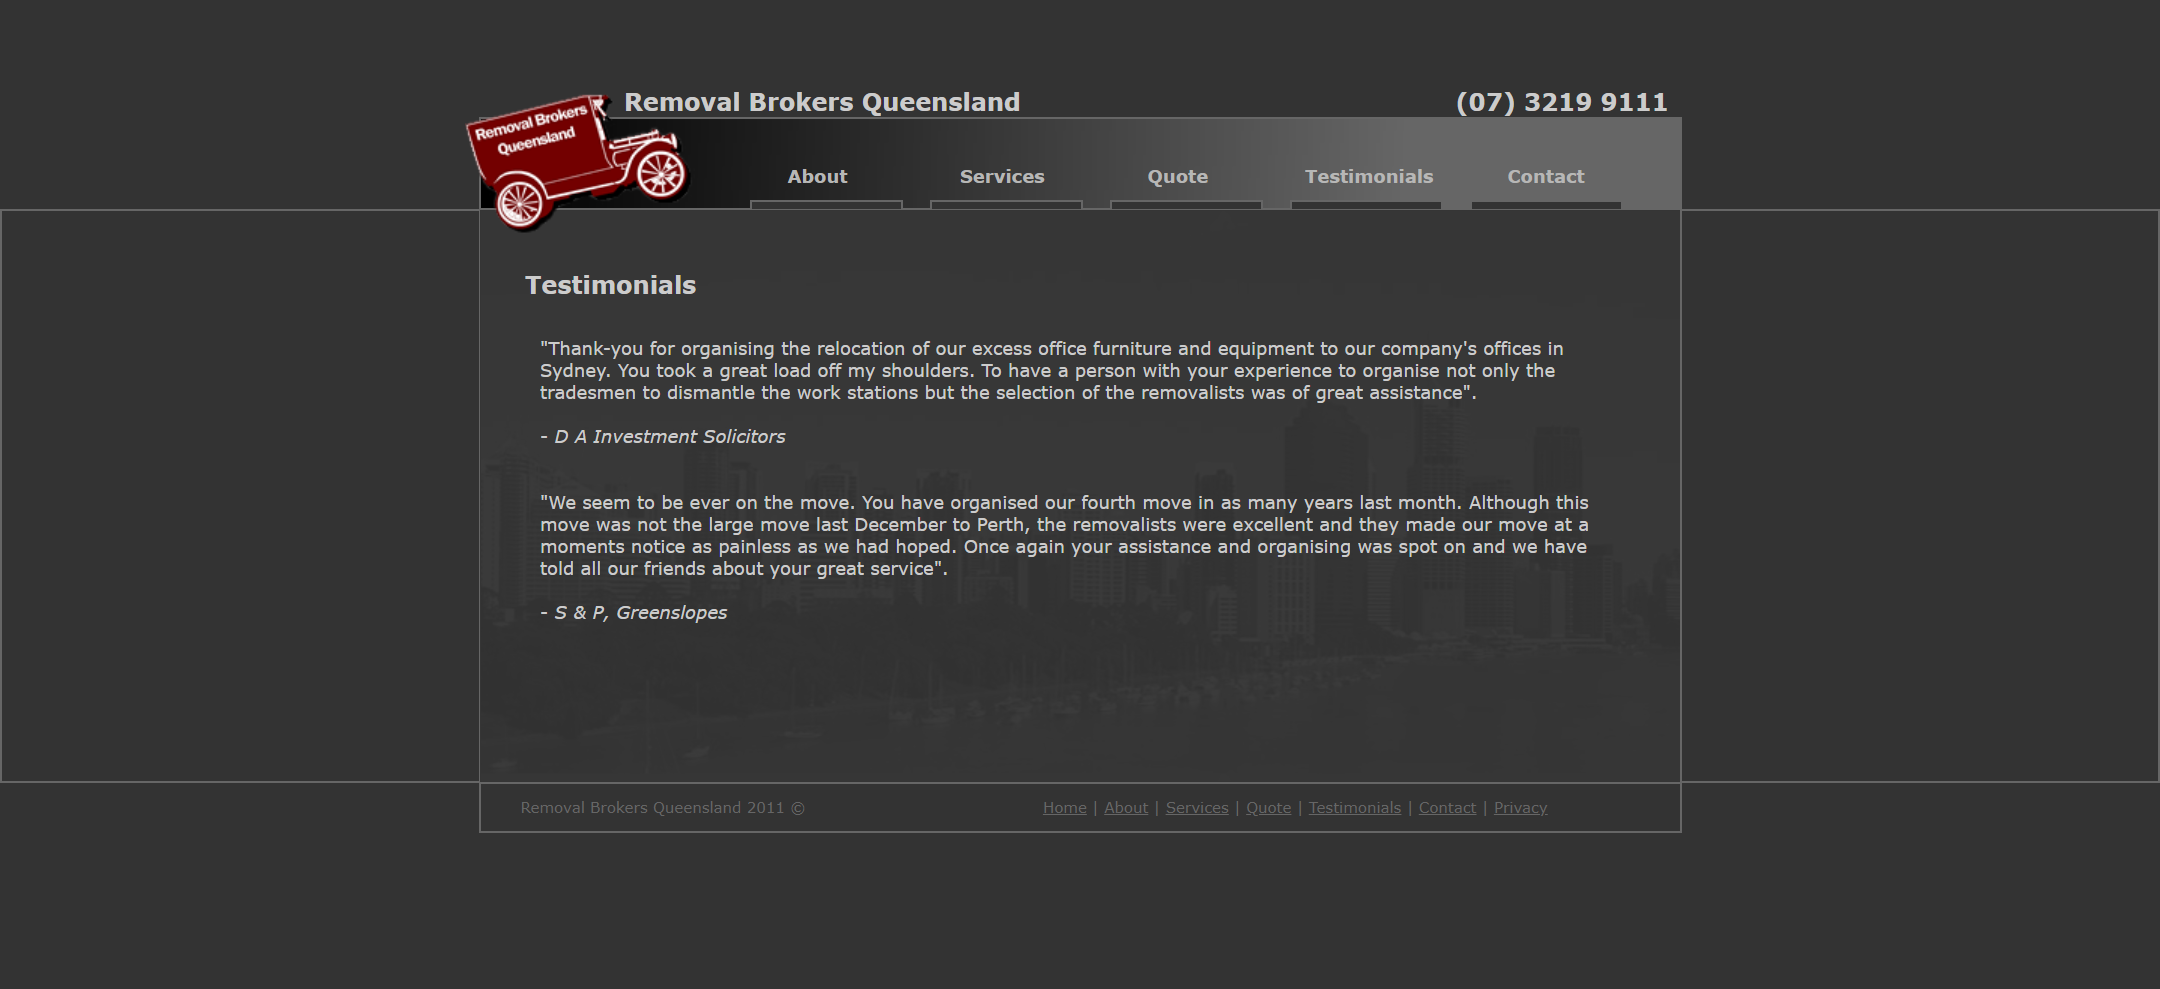 Removal Brokers Queensland
(07) 3219 9111
Removal Brokers
Queensland
About
Services
Quote
Testimonials
Contact
Testimonials
"Thank-you for organising the relocation of our excess office furniture and equipment to our company's offices in
Sydney. You took a great load off my shoulders. To have a person with your experience to organise not only the
tradesmen to dismantle the work stations but the selection of the removalists was of great assistance".
- D A Investment Solicitors
"We seem to be ever on the move. You have organised our fourth move in as many years last month. Although this
move was not the large move last December to Perth, the removalists were excellent and they made our move at a
moments notice as painless as we had hoped. Once again your assistance and organising was spot on and we have
told all our friends about your great service".
- S & P, Greenslopes
Removal Brokers Queensland 2011 ©
Home | About | Services | Quote | Testimonials | Contact | Privacy